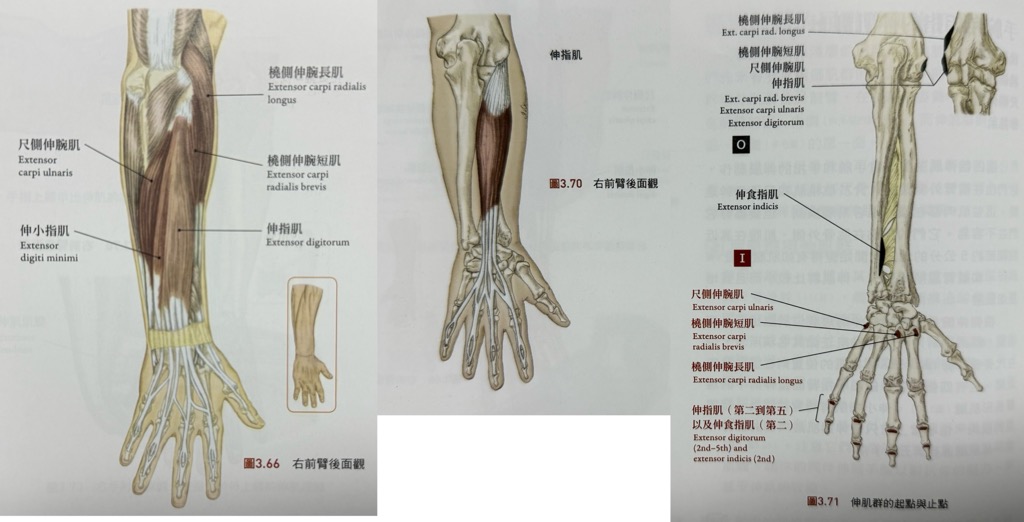 橈側伸腕長肌
Extensor carpi radialis
longus
尺側伸腕肌
Extensor
carpi ulnaris
橈側伸腕短肌
Extensor carpi
radialis brevis
伸小指肌
Extensor
digiti minimi
伸指肌
Extensor digitorum
圖3.66 右前臂後面觀
伸指肌
圖3.70 右前臂後面觀
橈側伸腕長肌
Ext. carpi rad. longus
橈側伸腕短肌
尺側伸腕肌
伸指肌
Ext. carpi rad. brevis
Extensor carpi ulnaris
Extensor digitorum
O
伸食指肌
Extensor indicis
I
尺側伸腕肌
Extensor carpi ulnaris
橈側伸腕短肌
Extensor carpi
radialis brevis
橈側伸腕長肌
Extensor carpi radialis longus
伸指肌（第二到第五）
以及伸食指肌（第二）
Extensor digitorum
(2nd–5th) and
extensor indicis (2nd)
圖3.71 伸肌群的起點與止點